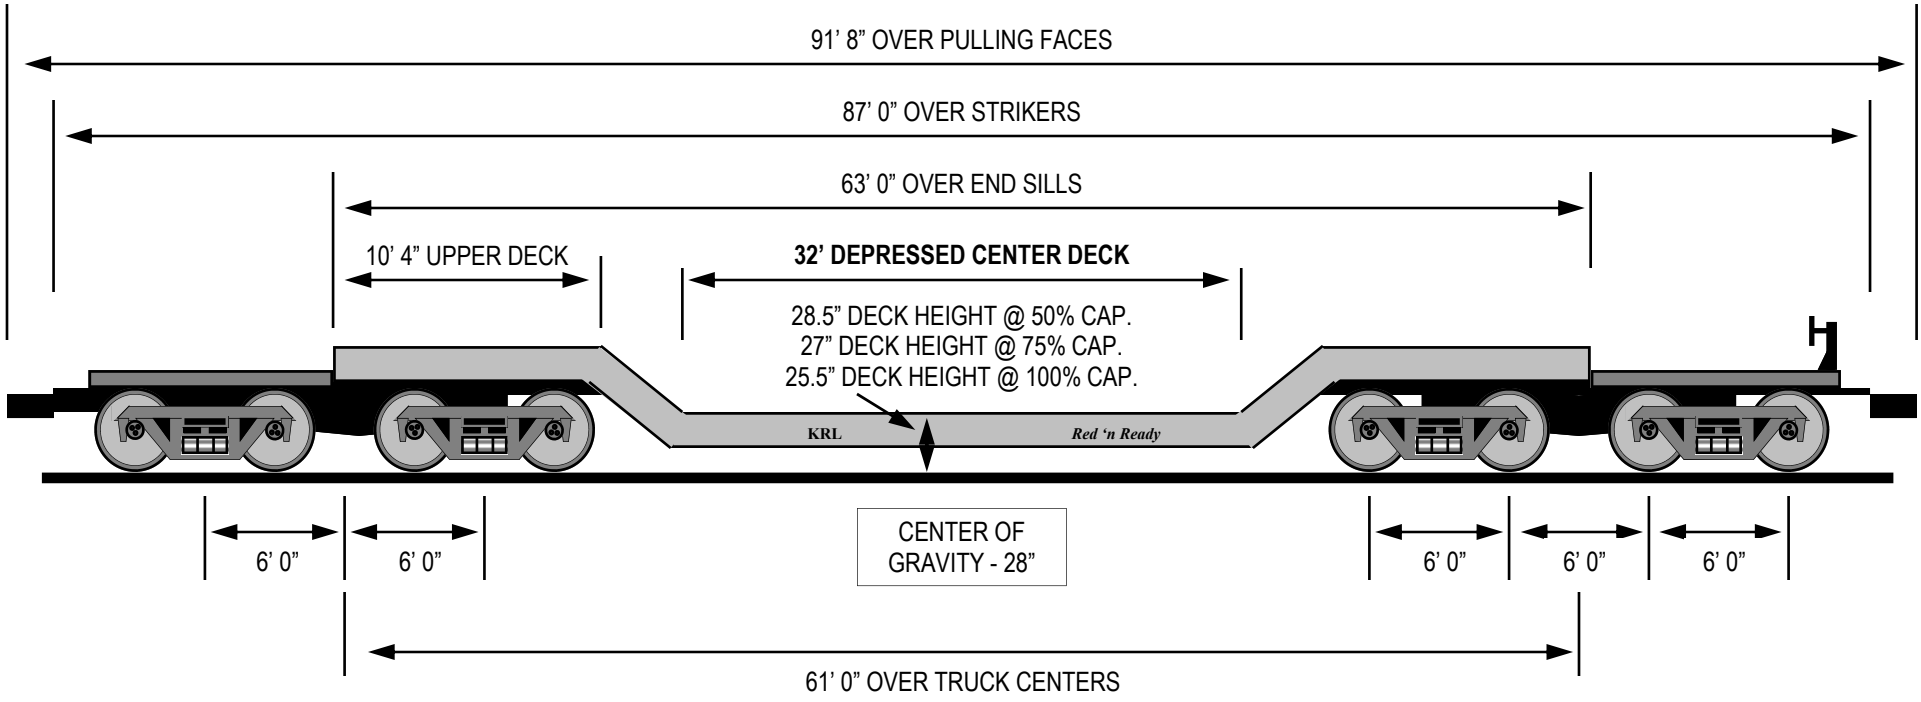 91’ 8” OVER PULLING FACES
87’ 0” OVER STRIKERS
63’ 0” OVER END SILLS
10’ 4” UPPER DECK
32’ DEPRESSED CENTER DECK
28.5” DECK HEIGHT @ 50% CAP.
27” DECK HEIGHT @ 75% CAP.
25.5” DECK HEIGHT @ 100% CAP.
KRL
Red ‘n Ready
CENTER OF
GRAVITY - 28”
6’ 0”
6’ 0”
6’ 0”
6’ 0”
6’ 0”
61’ 0” OVER TRUCK CENTERS